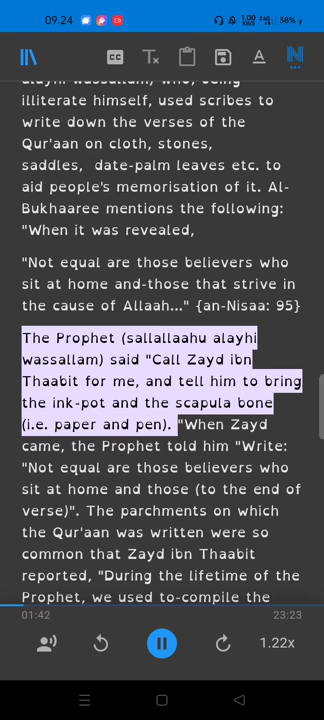 09.24
1.00
KB/S
38%
CC
alayhi wassallam) who, being
illiterate himself, used scribes to
write down the verses of the
Qur'aan on cloth, stones,
saddles, date-palm leaves etc. to
aid people's memorisation of it. Al-
Bukhaaree mentions the following:
"When it was revealed,
"Not equal are those believers who
sit at home and-those that strive in
the cause of Allaah..." {an-Nisaa: 95}
The Prophet (sallallaahu alayhi
wassallam) said "Call Zayd ibn
Thaabit for me, and tell him to bring
the ink-pot and the scapula bone
(i.e. paper and pen). "When Zayd
came, the Prophet told him "Write:
"Not equal are those believers who
sit at home and those (to the end of
verse)". The parchments on which
the Qur'aan was written were so
common that Zayd ibn Thaabit
reported, "During the lifetime of the
Prophet, we used to-compile the
01:42
23:23
1.22x